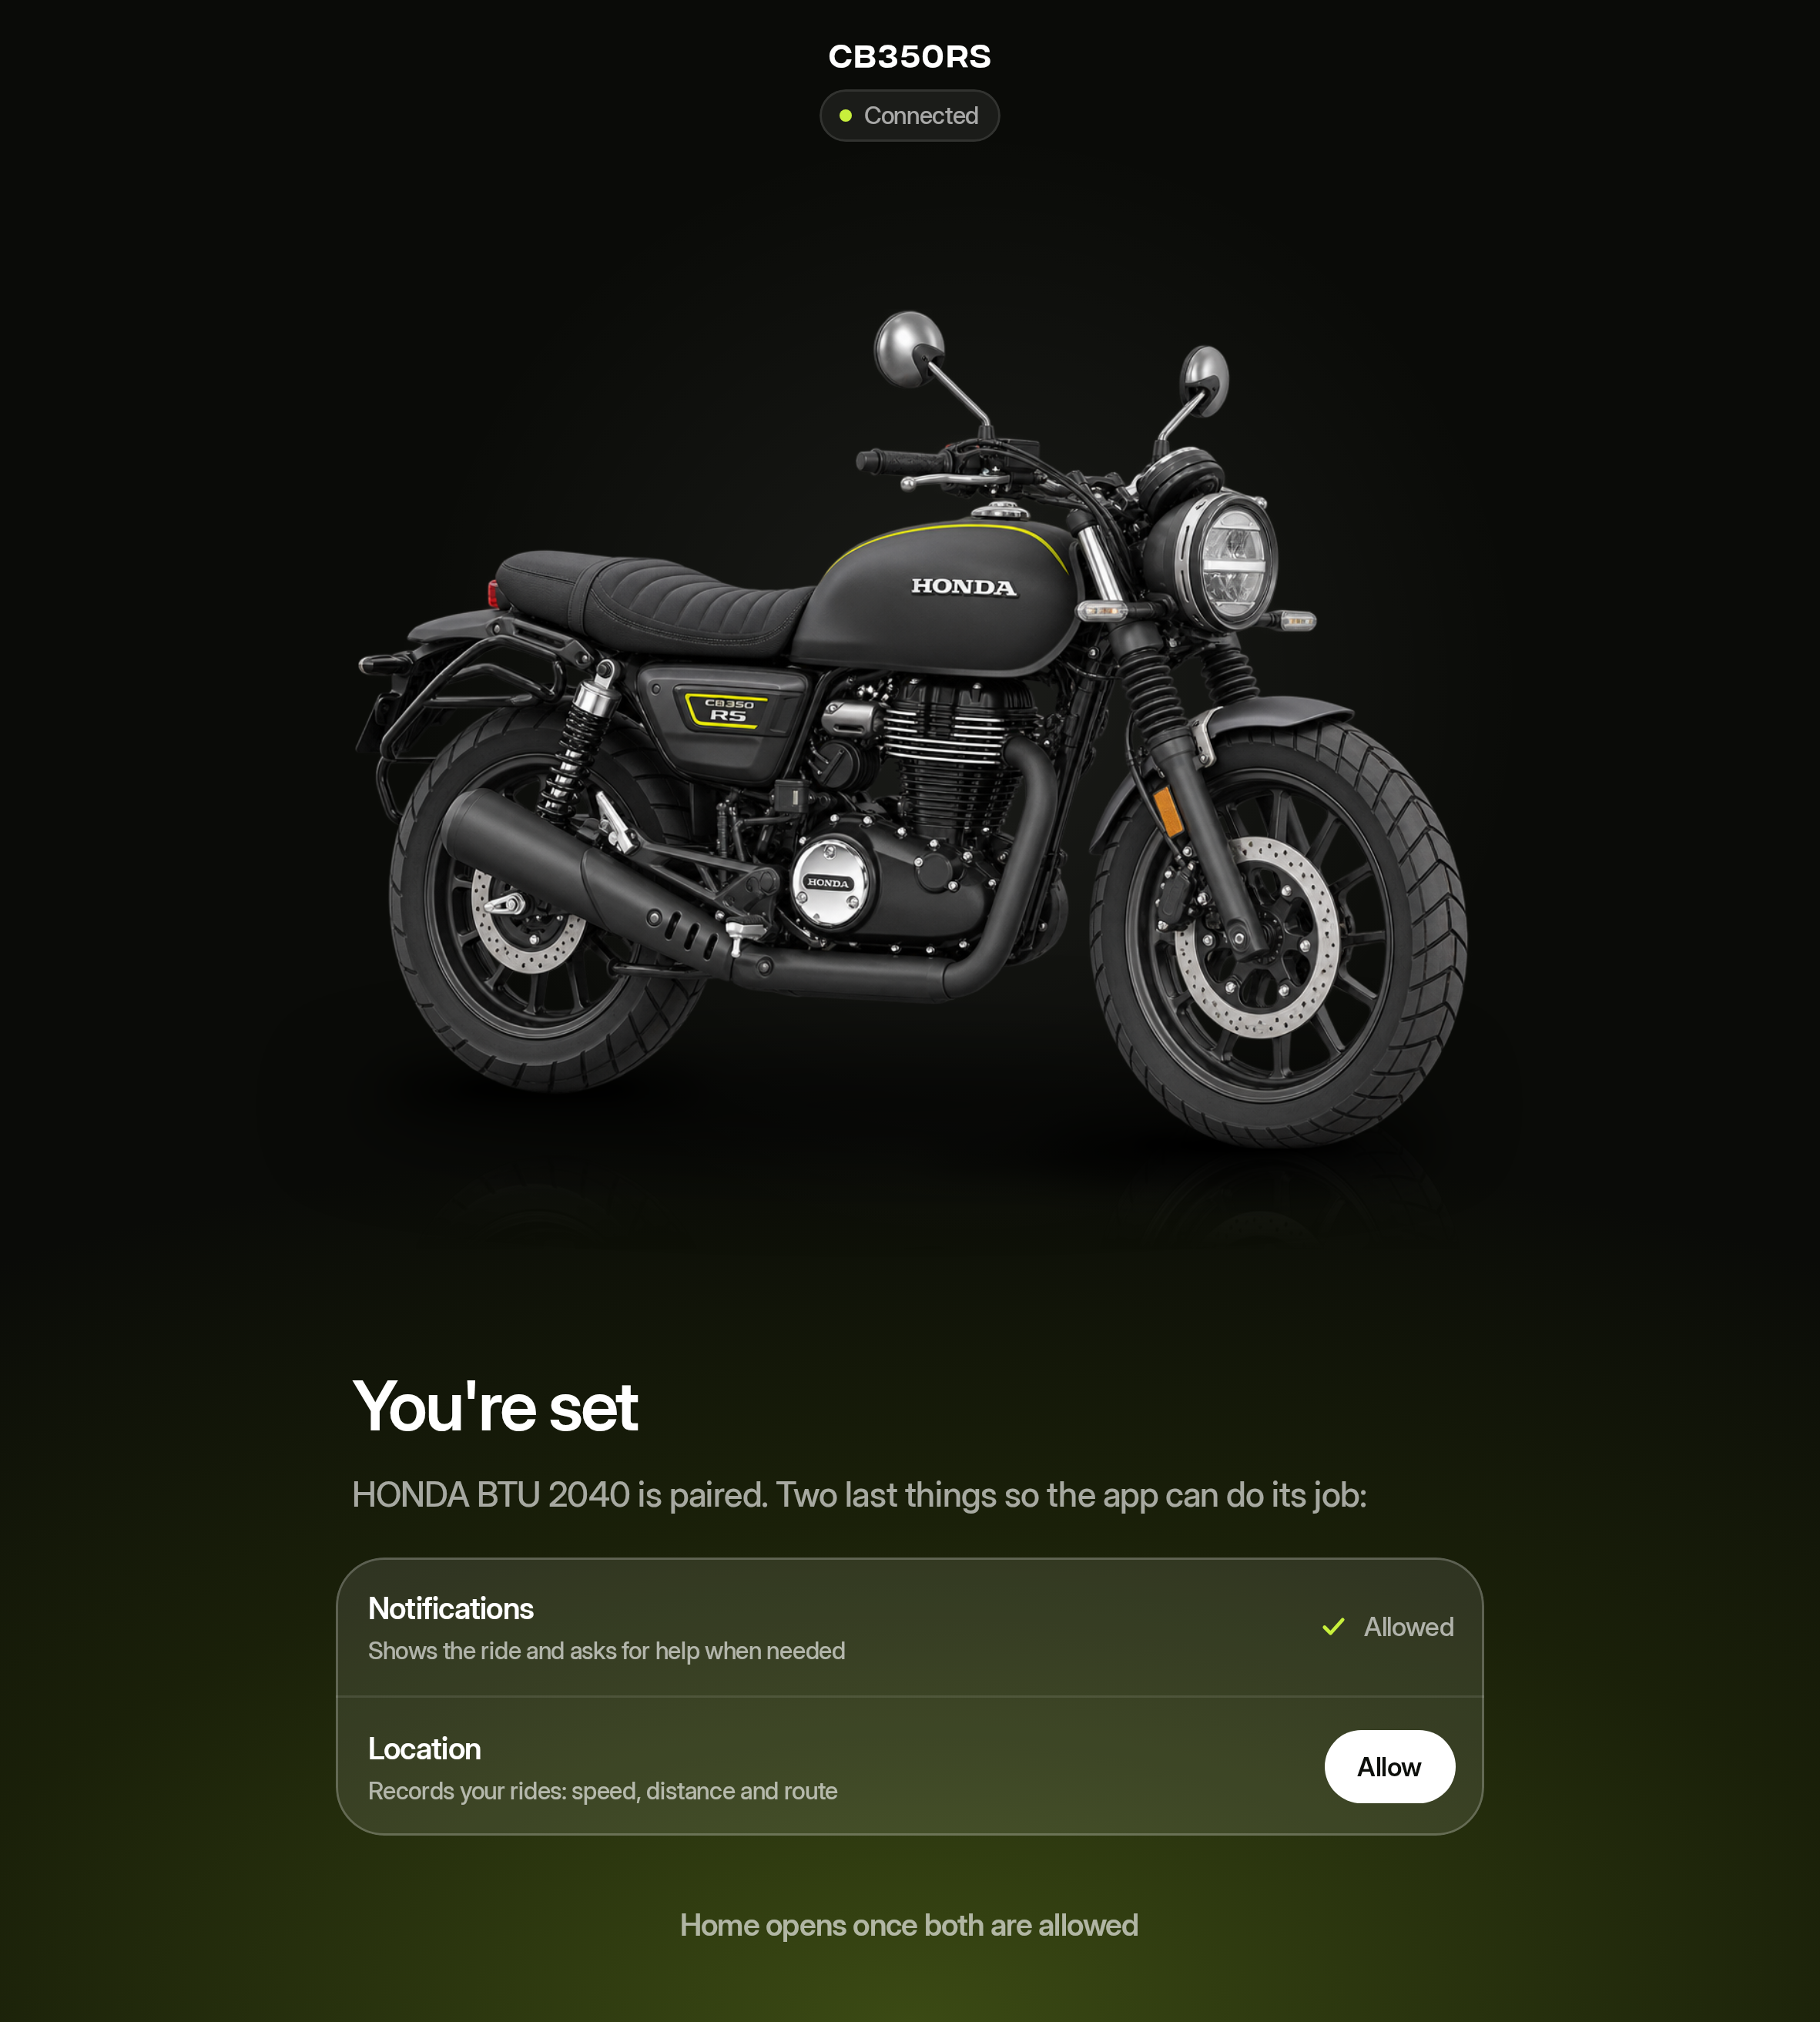 CB350RS
Connected
HONDA
CB350
RS
HONDA
You're set
HONDA BTU 2040 is paired. Two last things so the app can do its job:
Notifications
Shows the ride and asks for help when needed
Allowed
Location
Records your rides: speed, distance and route
Allow
Home opens once both are allowed